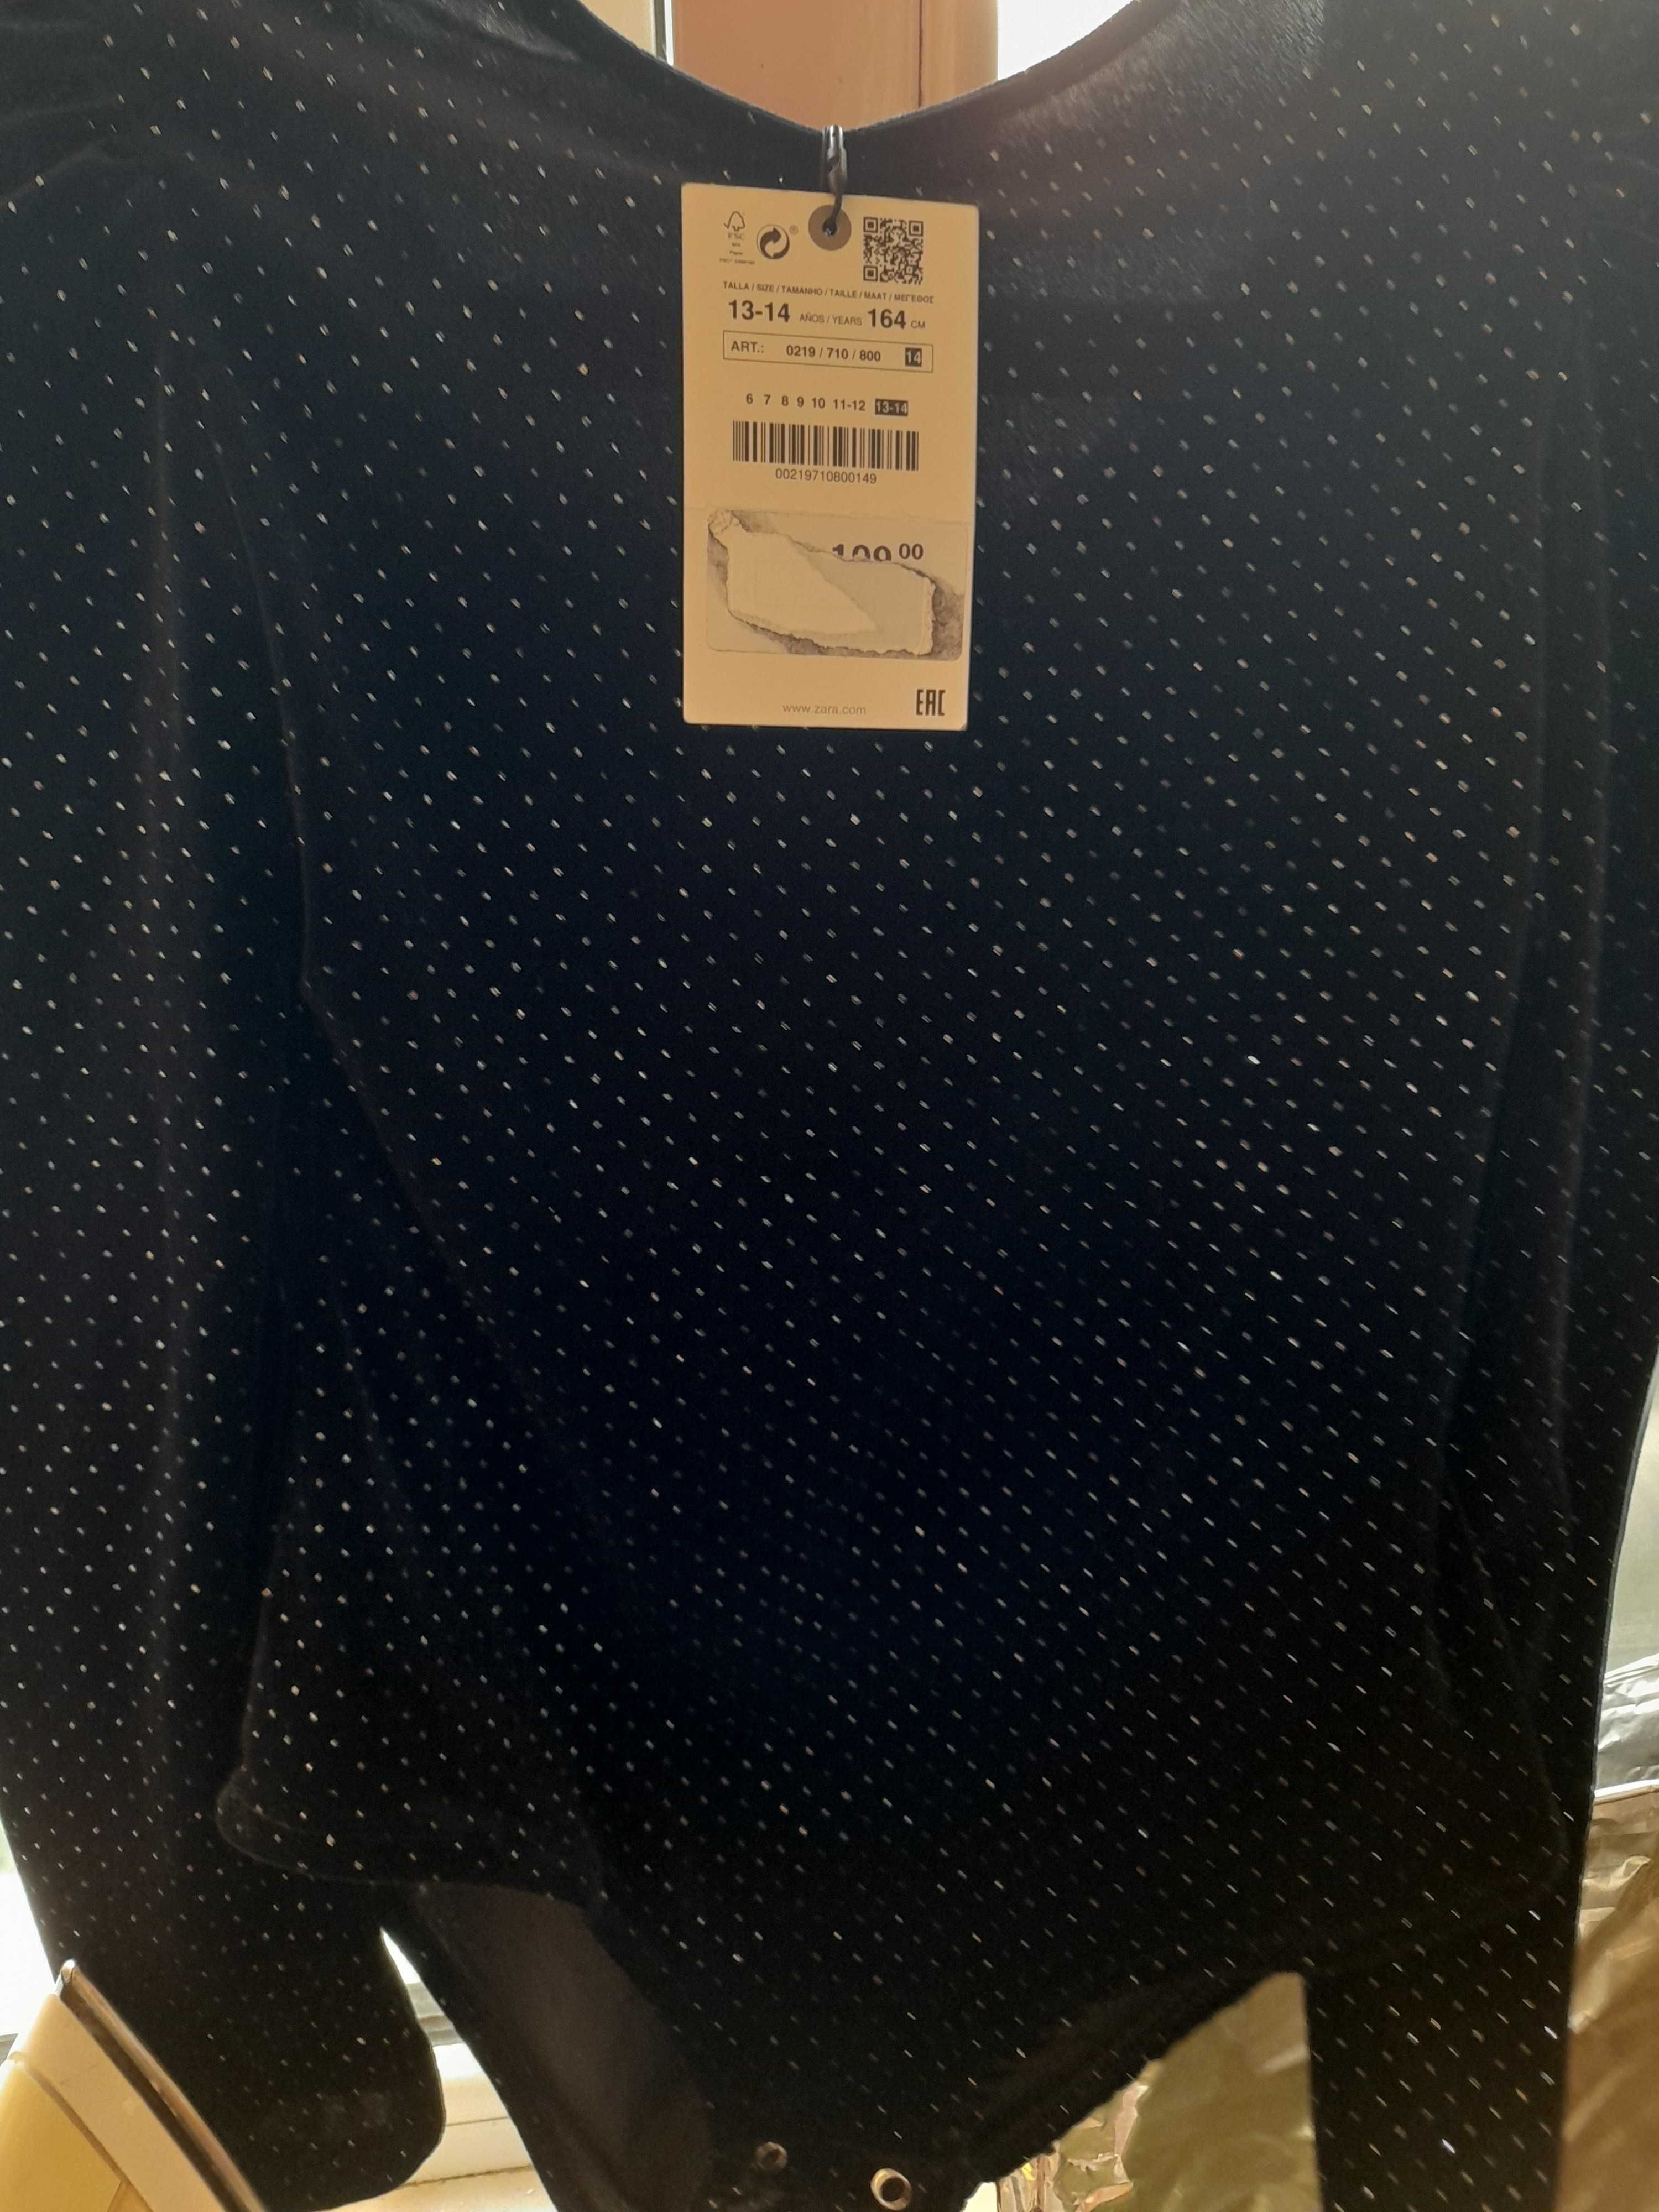 FSC
TALLA / SIZE / TAMANHO / TAILLE / MAAT / ΜΕΓΕΘΟΣ
13-14 AÑOS / YEARS 164 CM
ART.: 0219 / 710 / 800 14
6 7 8 9 10 11-12 13-14
00219710800149
00
www.zara.com
EAC